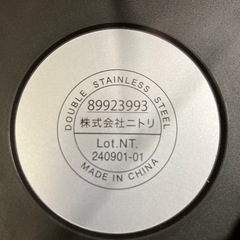 DOUBLE STAINLESS STEEL
89923993
株式会社ニトリ
Lot.NT.
240901-01
MADE IN CHINA